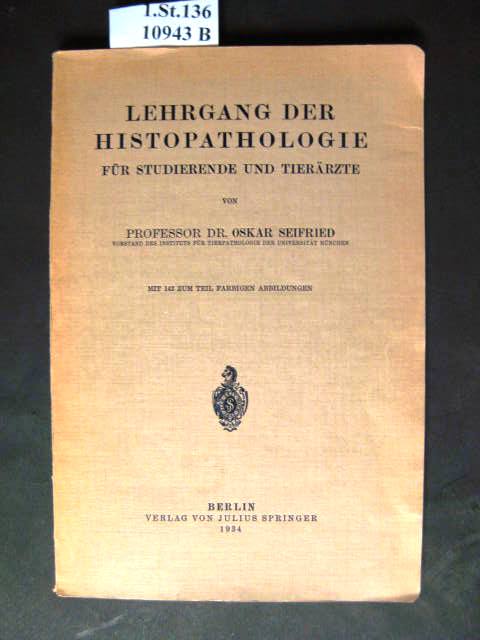 1.St.136
10943 B
LEHRGANG DER
HISTOPATHOLOGIE
FÜR STUDIERENDE UND TIERÄRZTE
VON
PROFESSOR DR. OSKAR SEIFRIED
VORSTAND DES INSTITUTS FÜR TIERPATHOLOGIE DER UNIVERSITÄT MÜNCHEN
MIT 142 ZUM TEIL FARBIGEN ABBILDUNGEN
BERLIN
VERLAG VON JULIUS SPRINGER
1934